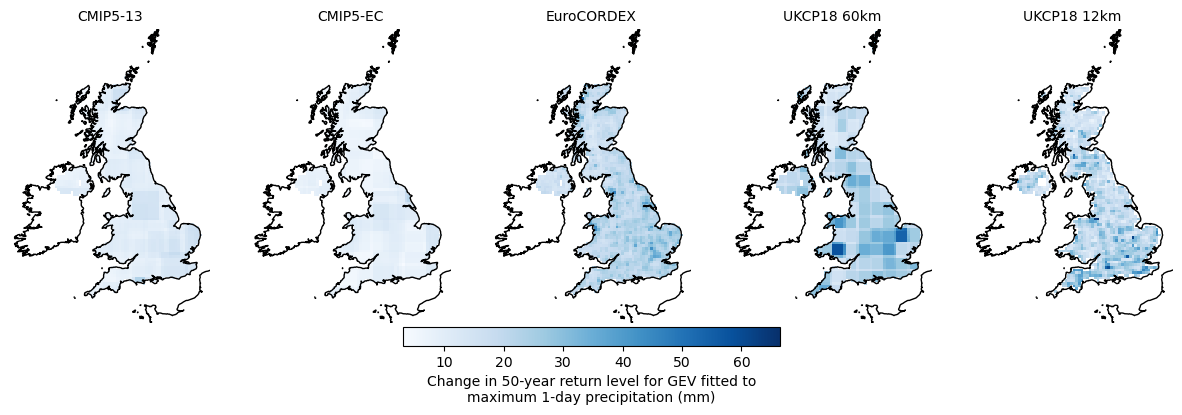 CMIP5-13
CMIP5-EC
EuroCORDEX
UKCP18 60km
UKCP18 12km
10 20 30 40 50 60
Change in 50-year return level for GEV fitted to
maximum 1-day precipitation (mm)